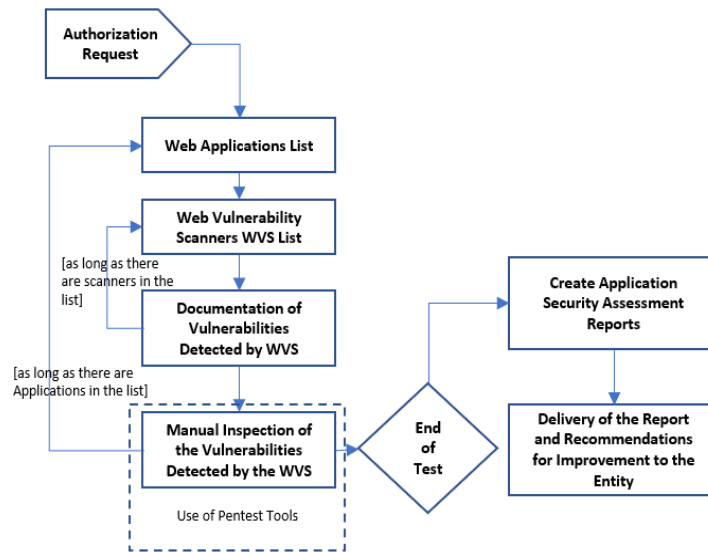 Authorization
Request
Web Applications List
Web Vulnerability
Scanners WVS List
[as long as there
are scanners in the
list]
Documentation of
Vulnerabilities
Detected by WVS
[as long as there are
Applications in the list]
Manual Inspection of
the Vulnerabilities
Detected by the WVS
Use of Pentest Tools
End
of
Test
Create Application
Security Assessment
Reports
Delivery of the Report
and Recommendations
for Improvement to the
Entity